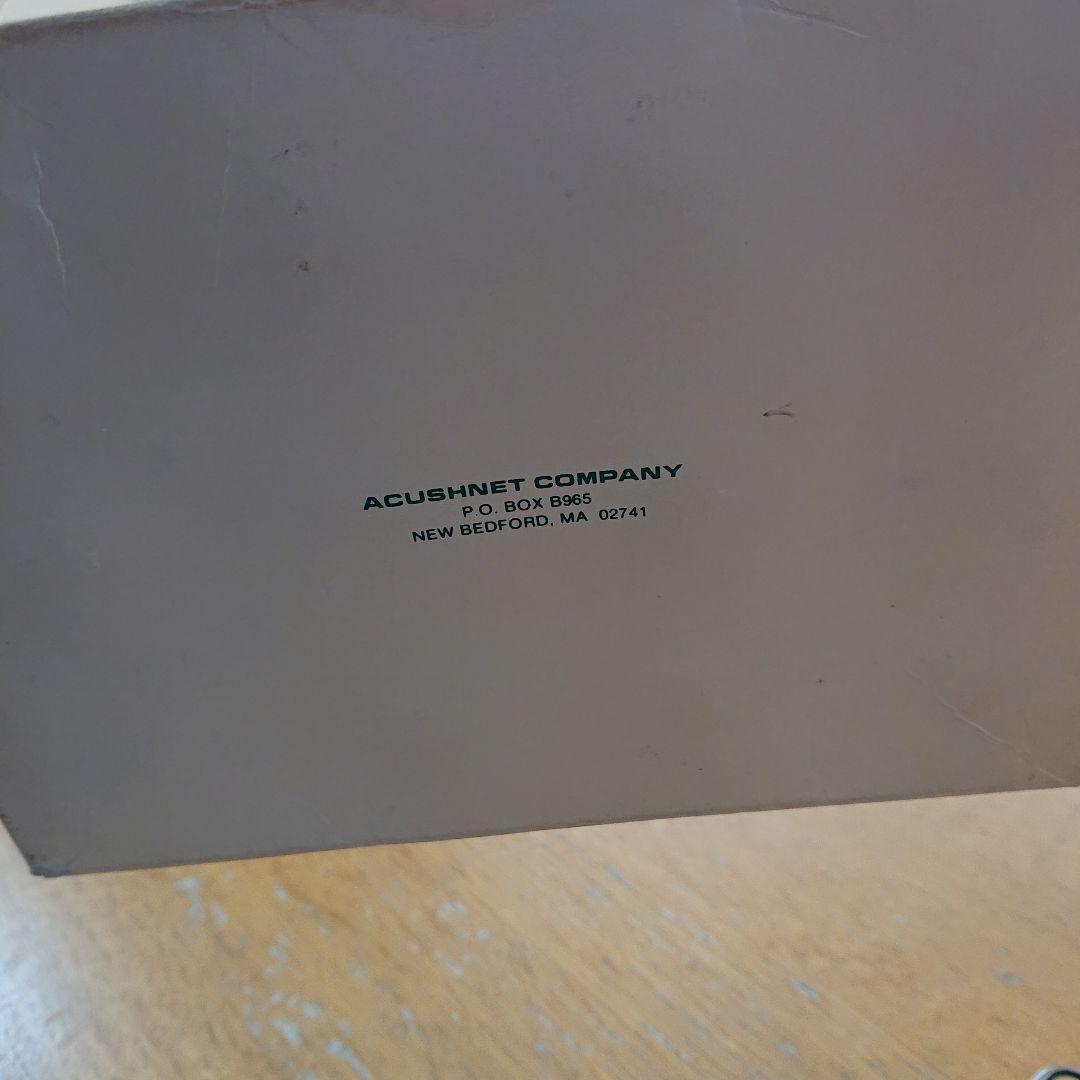 ACUSHNET COMPANY
P.O. BOX B965
NEW BEDFORD, MA 02741